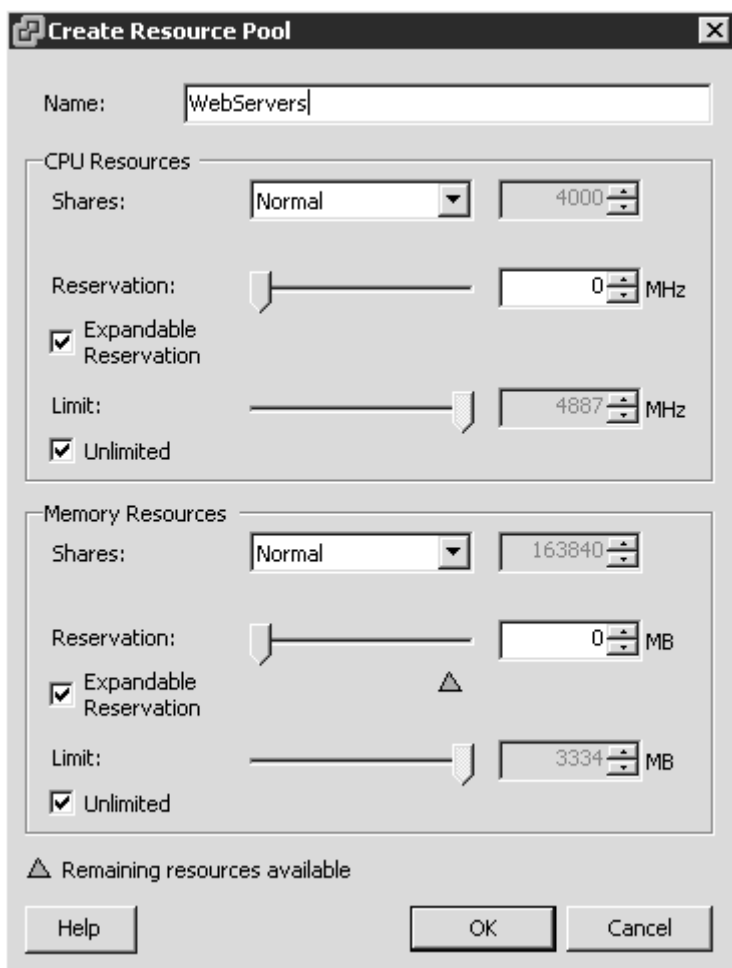 Create Resource Pool
Name: WebServers
CPU Resources
Shares: Normal 4000
Reservation: 0 MHz
Expandable
Reservation
Limit: 4887 MHz
Unlimited
Memory Resources
Shares: Normal 163840
Reservation: 0 MB
Expandable
Reservation
Limit: 3334 MB
Unlimited
Remaining resources available
Help OK Cancel